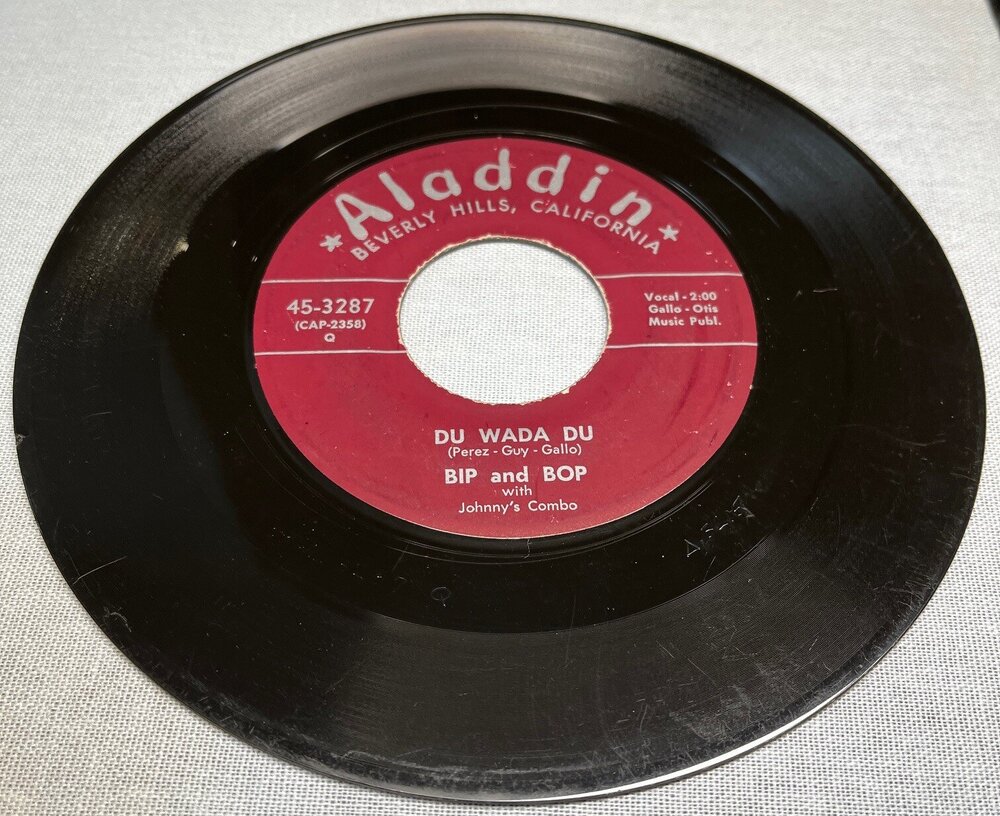 Aladdin
BEVERLY HILLS, CALIFORNIA
45-3287
(CAP-2358)
Q
Vocal - 2:00
Gallo - Otis
Music Publ.
DU WADA DU
(Perez - Guy - Gallo)
BIP and BOP
with
Johnny's Combo